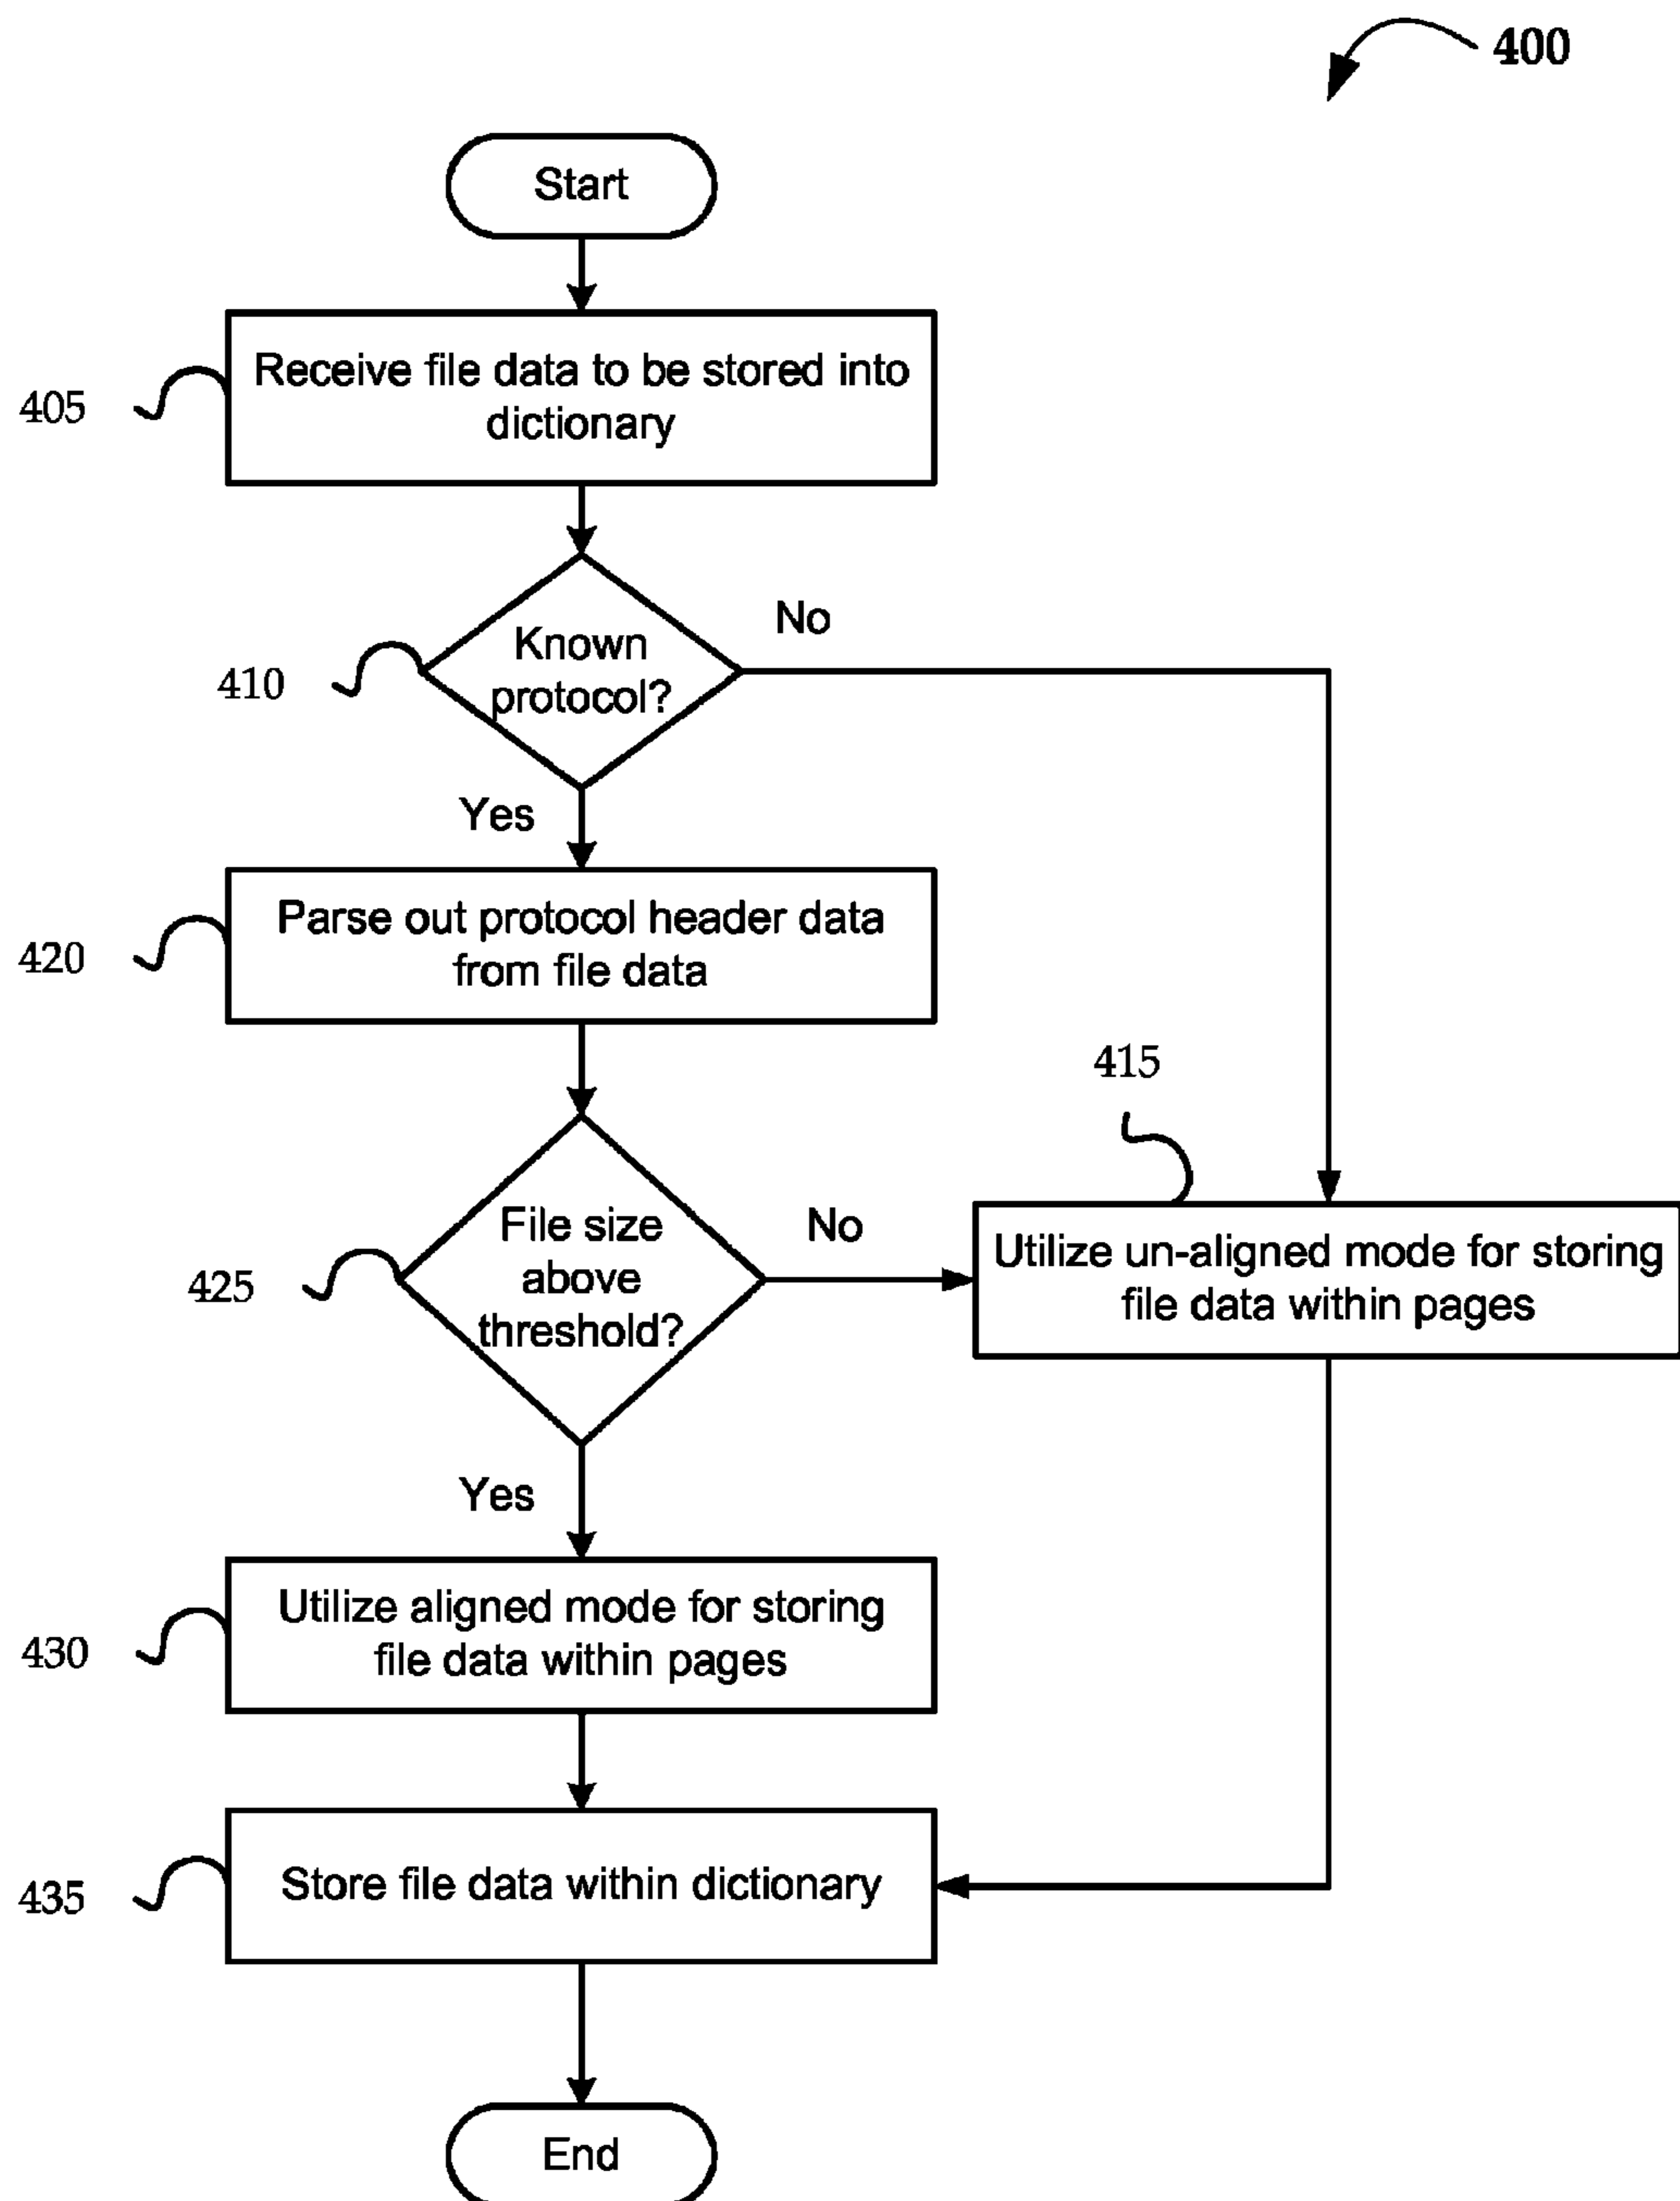 400
Start
405
Receive file data to be stored into
dictionary
410
Known
protocol?
No
Yes
420
Parse out protocol header data
from file data
415
425
File size
above
threshold?
No
Utilize un-aligned mode for storing
file data within pages
Yes
430
Utilize aligned mode for storing
file data within pages
435
Store file data within dictionary
End